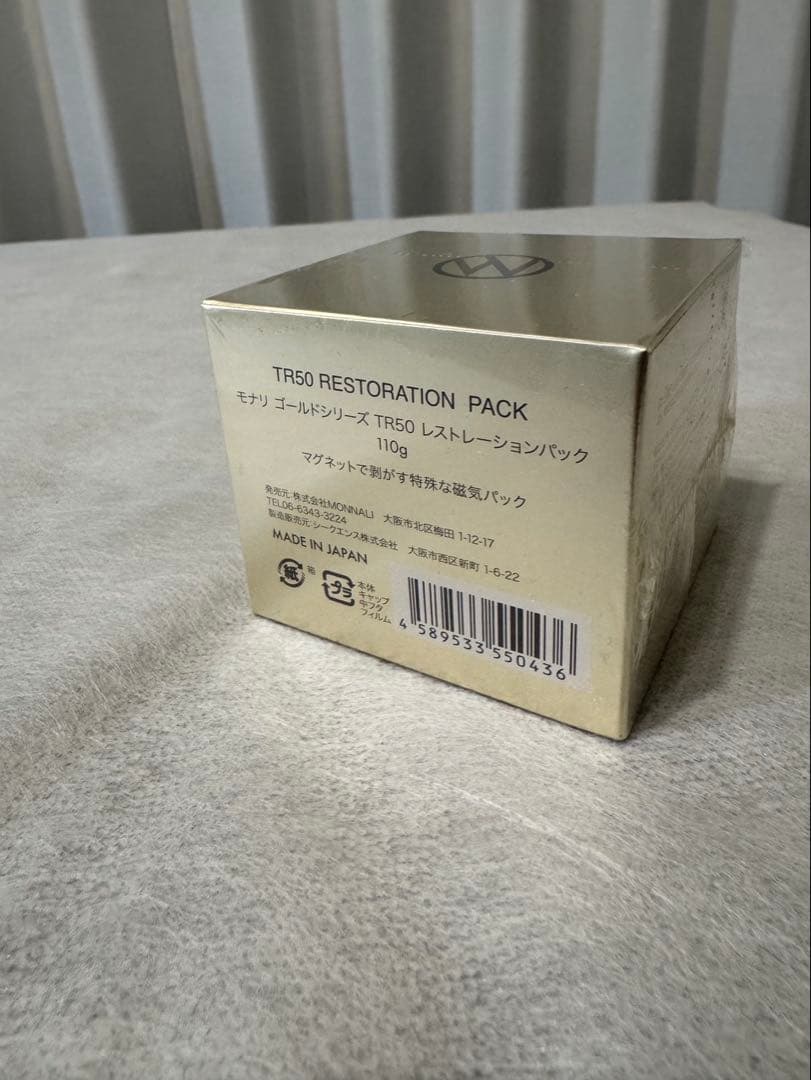 TR50 RESTORATION PACK
モナリ ゴールドシリーズ TR50 レストレーションパック
110g
マグネットで剥がす特殊な磁気パック
発売元:株式会社MONNALI 大阪市北区梅田 1-12-17
TEL06-6343-3224
製造販売元:シークエンス株式会社 大阪市西区新町 1-6-22
MADE IN JAPAN
紙 箱
プラ 本体
キャップ
中フタ
フィルム
4 589533 550436